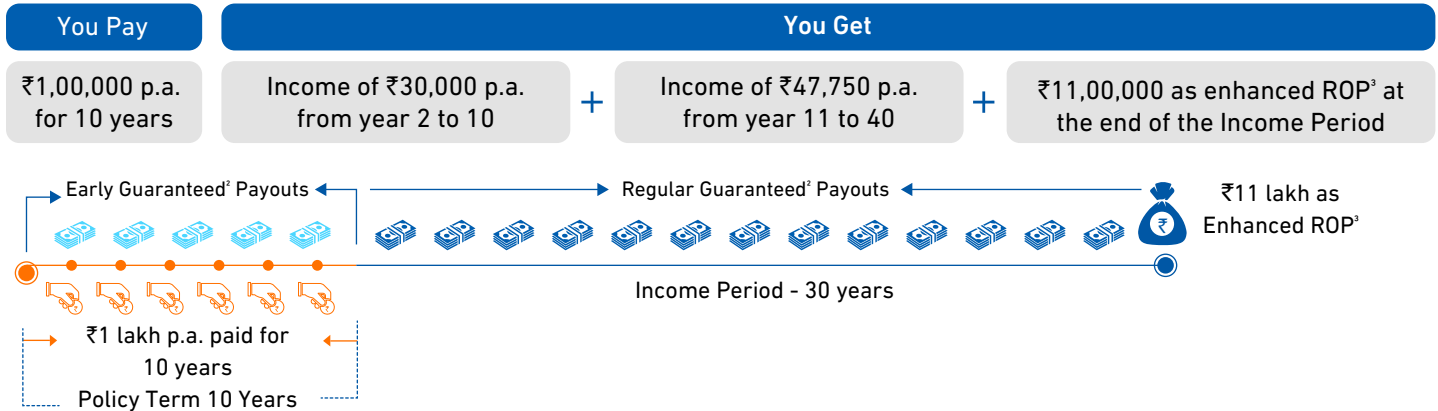 You Pay
You Get
₹1,00,000 p.a.
for 10 years
Income of ₹30,000 p.a.
from year 2 to 10
+
Income of ₹47,750 p.a.
from year 11 to 40
+
₹11,00,000 as enhanced ROP³ at
the end of the Income Period
Early Guaranteed² Payouts
Regular Guaranteed² Payouts
₹11 lakh as
Enhanced ROP³
Income Period - 30 years
₹1 lakh p.a. paid for
10 years
Policy Term 10 Years